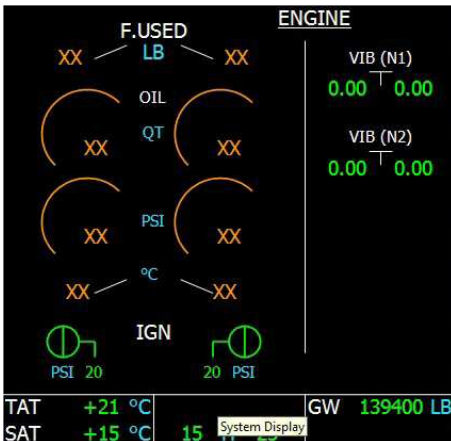 ENGINE
F.USED
XX LB XX
VIB (N1)
0.00 0.00
OIL
QT
XX XX
VIB (N2)
0.00 0.00
PSI
XX XX
°C
XX XX
IGN
PSI 20 20 PSI
TAT +21 °C GW 139400 LB
SAT +15 °C 15
System Display